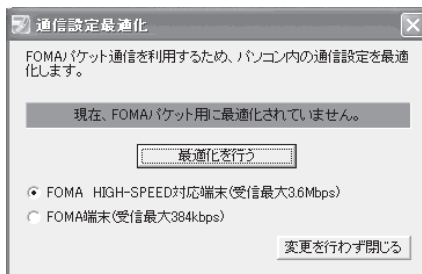 通信設定最適化
FOMAパケット通信を利用するため、パソコン内の通信設定を最適
化します。
現在、FOMAパケット用に最適化されていません。
最適化を行う
FOMA HIGH-SPEED対応端末(受信最大3.6Mbps)
FOMA端末(受信最大384kbps)
変更を行わず閉じる